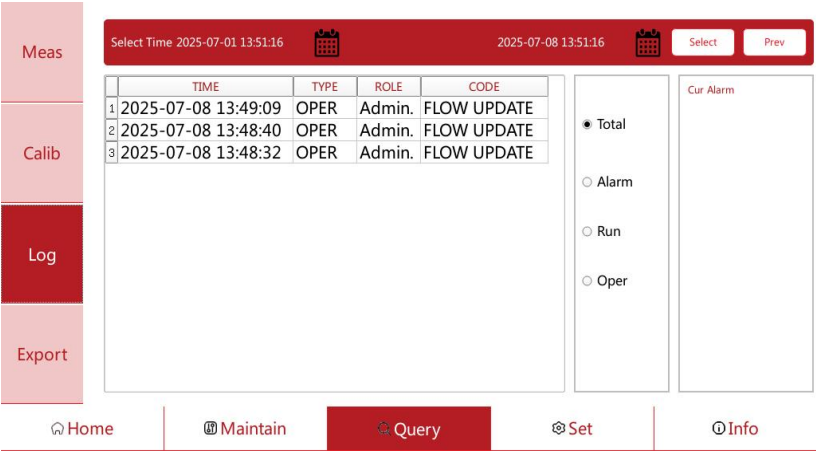 Meas
Calib
Log
Export
Select Time 2025-07-01 13:51:16 2025-07-08 13:51:16 Select Prev
TIME TYPE ROLE CODE
1 2025-07-08 13:49:09 OPER Admin. FLOW UPDATE
2 2025-07-08 13:48:40 OPER Admin. FLOW UPDATE
3 2025-07-08 13:48:32 OPER Admin. FLOW UPDATE
Total
Alarm
Run
Oper
Cur Alarm
Home Maintain Query Set Info